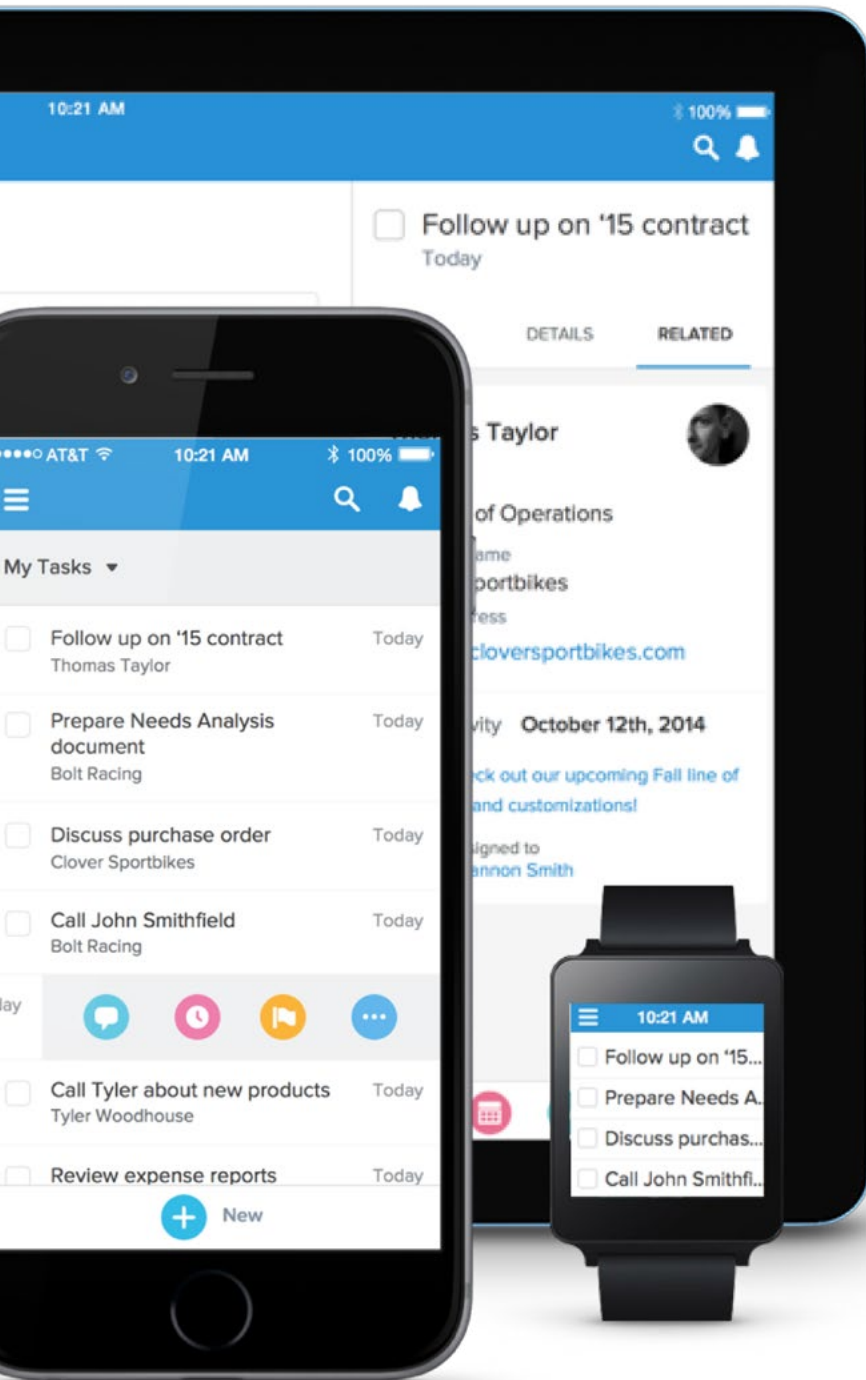 10:21 AM
100%
Follow up on ‘15 contract
Today
DETAILS
RELATED
Taylor
of Operations
cloversportbikes.com
October 12th, 2014
out our upcoming Fall line of
and customizations!
to
Smith
AT&T
10:21 AM
100%
My Tasks
Follow up on ‘15 contract
Today
Thomas Taylor
Prepare Needs Analysis
Today
document
Bolt Racing
Discuss purchase order
Today
Clover Sportbikes
Call John Smithfield
Today
Bolt Racing
Call Tyler about new products
Today
Tyler Woodhouse
Review expense reports
Today
New
10:21 AM
Follow up on ‘15...
Prepare Needs A..
Discuss purchas...
Call John Smithfi...